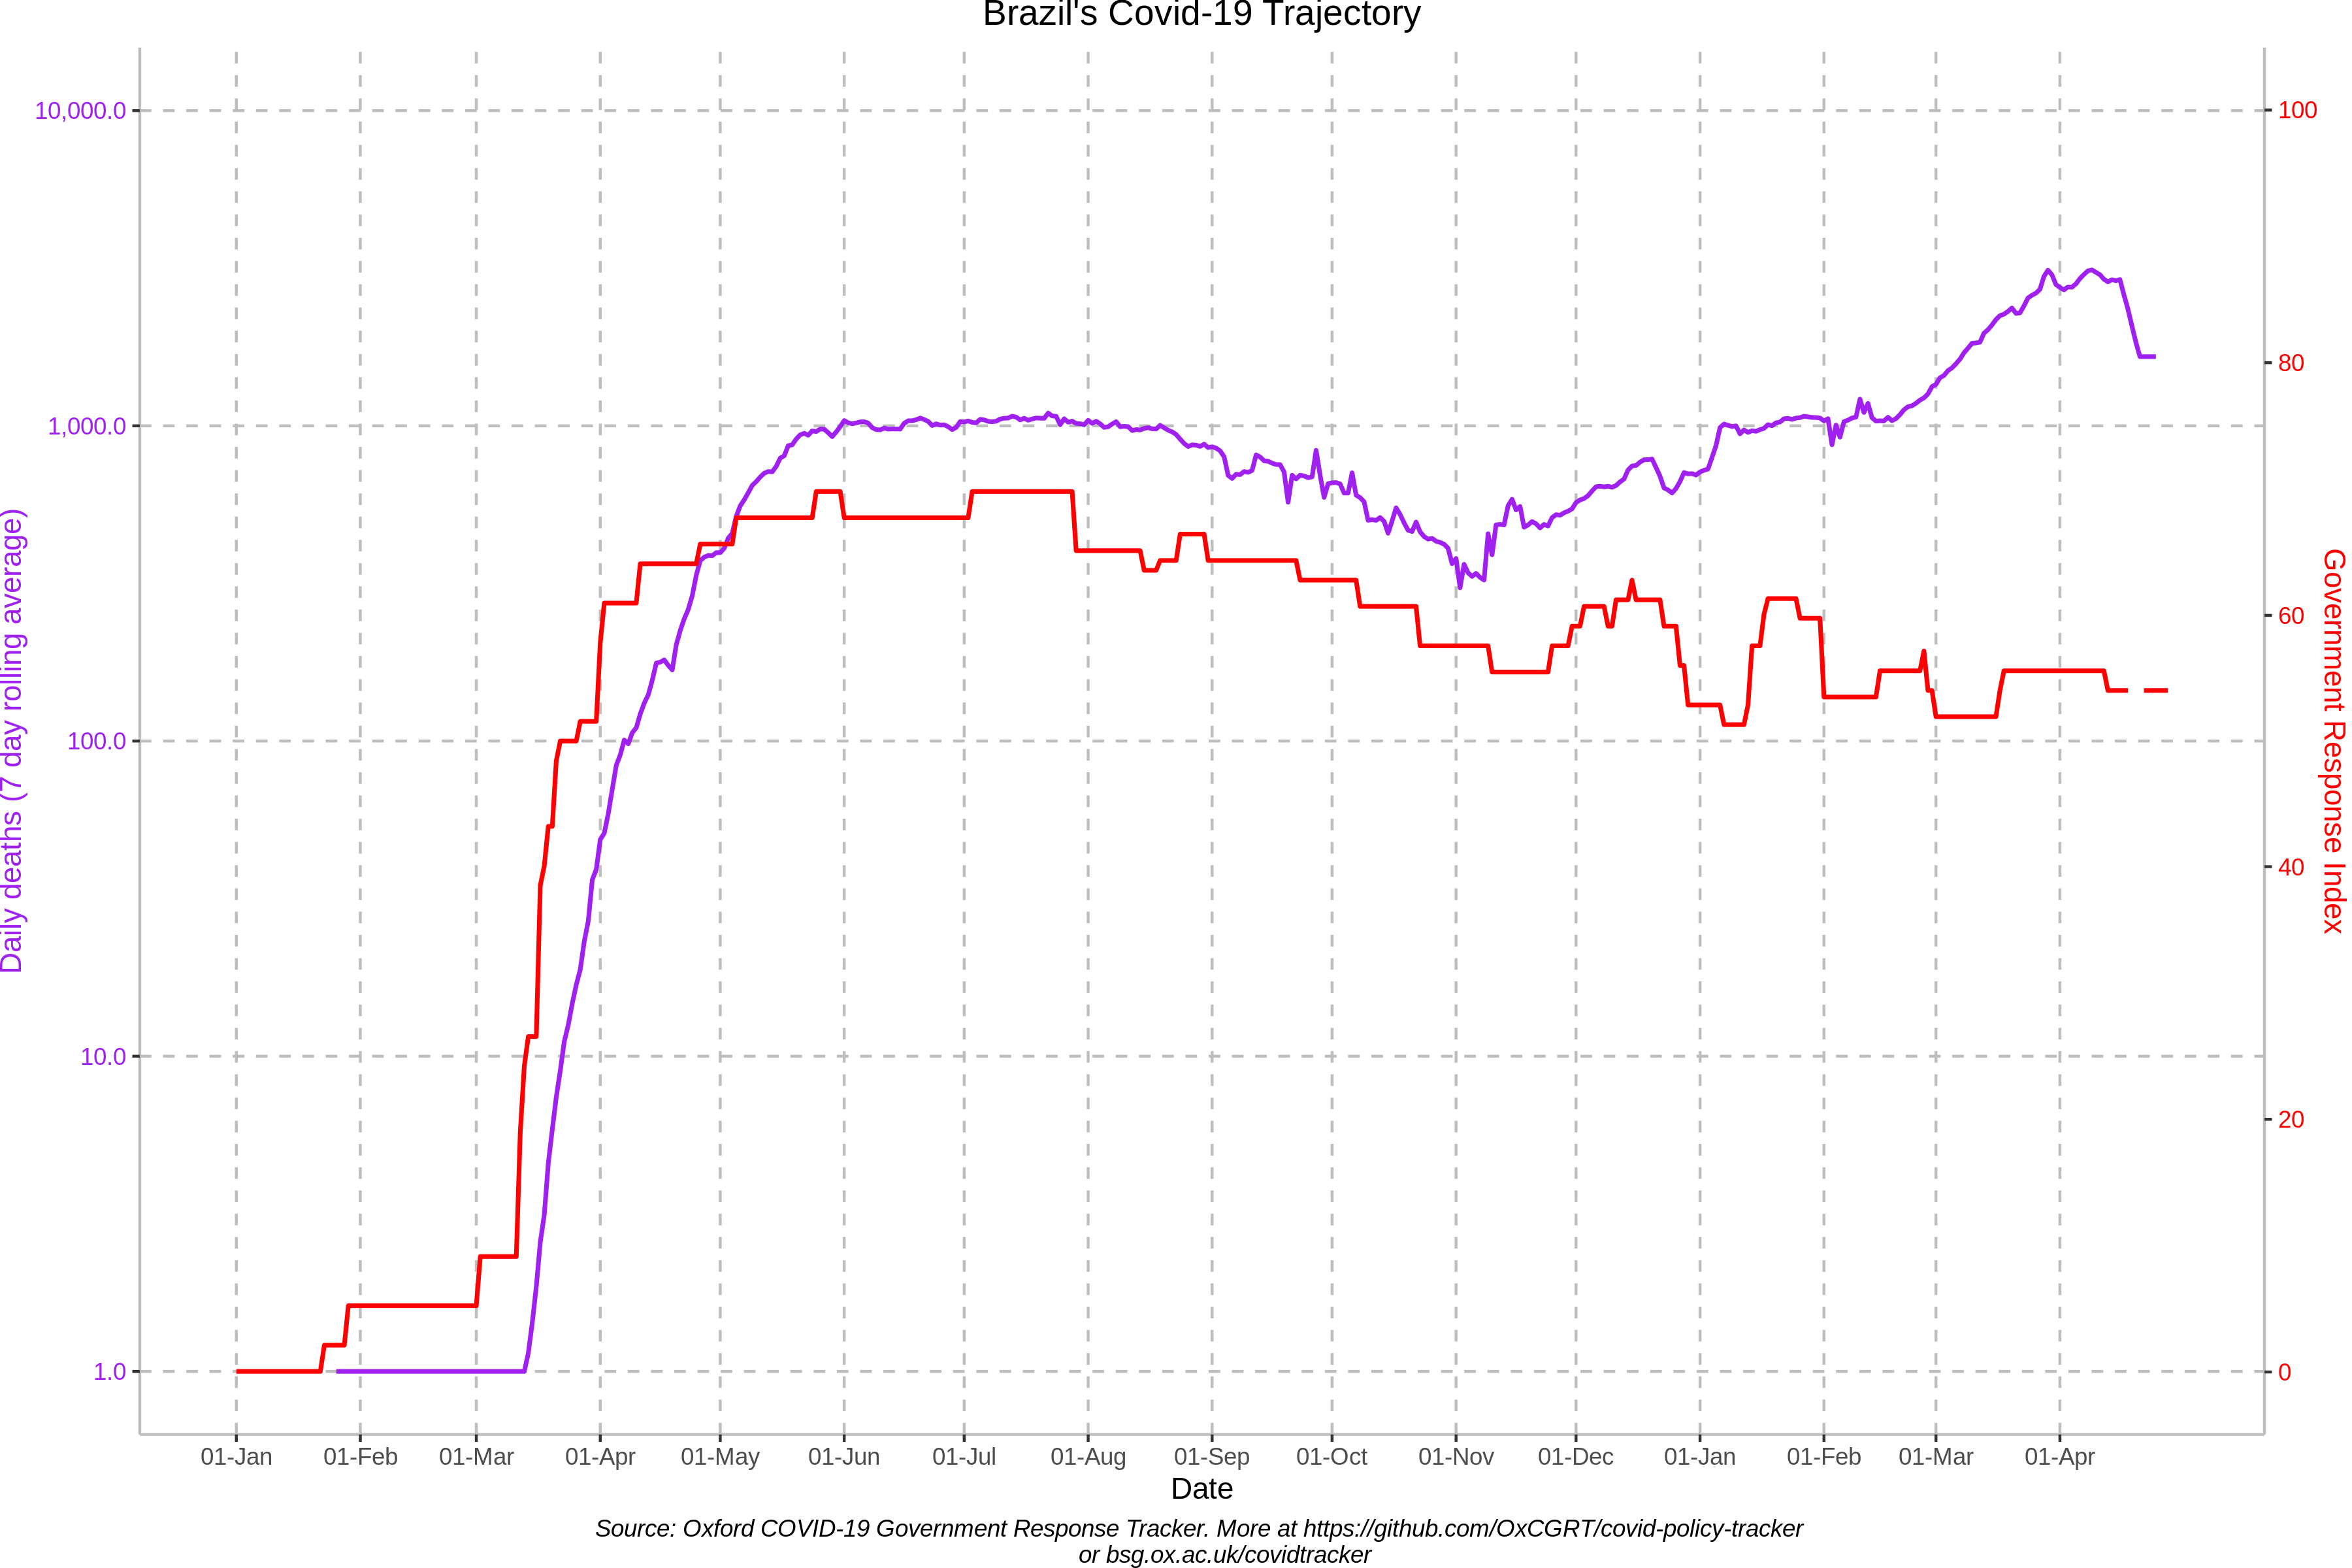 Brazil's Covid-19 Trajectory
10,000.0
1,000.0
100.0
10.0
1.0
Daily deaths (7 day rolling average)
100
80
60
40
20
0
Government Response Index
01-Jan 01-Feb 01-Mar 01-Apr 01-May 01-Jun 01-Jul 01-Aug 01-Sep 01-Oct 01-Nov 01-Dec 01-Jan 01-Feb 01-Mar 01-Apr
Date
Source: Oxford COVID-19 Government Response Tracker. More at https://github.com/OxCGRT/covid-policy-tracker
or bsg.ox.ac.uk/covidtracker